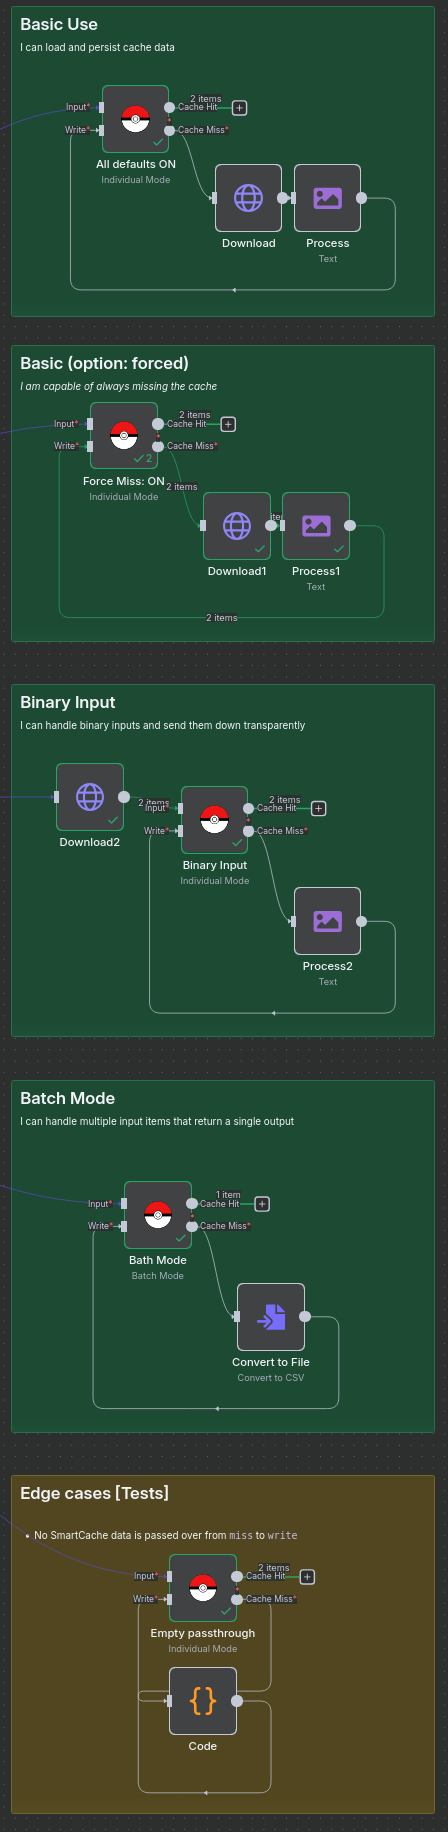 Basic Use
I can load and persist cache data
2 items
Input*
Cache Hit
Write*
Cache Miss*
All defaults ON
Individual Mode
Download
Process
Text
Basic (option: forced)
I am capable of always missing the cache
2 items
Input*
Cache Hit
Write*
Cache Miss*
2
Force Miss: ON
2 items
Individual Mode
Download1
Process1
Text
2 items
Binary Input
I can handle binary inputs and send them down transparently
2 items
2 items
Input*
Cache Hit
Write*
Cache Miss*
Download2
Binary Input
Individual Mode
Process2
Text
Batch Mode
I can handle multiple input items that return a single output
1 item
Input*
Cache Hit
Write*
Cache Miss*
Bath Mode
Batch Mode
Convert to File
Convert to CSV
Edge cases [Tests]
• No SmartCache data is passed over from miss to write
2 items
Input*
Cache Hit
Write*
Cache Miss*
Empty passthrough
Individual Mode
{}
Code